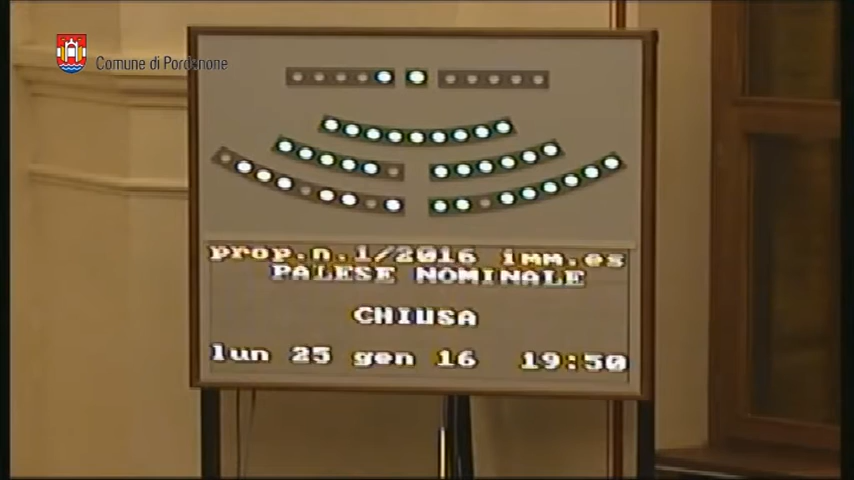 Comune di Pordenone
prop.n.1/2016 imm.es
PALESE NOMINALE
CHIUSA
lun 25 gen 16 19:50